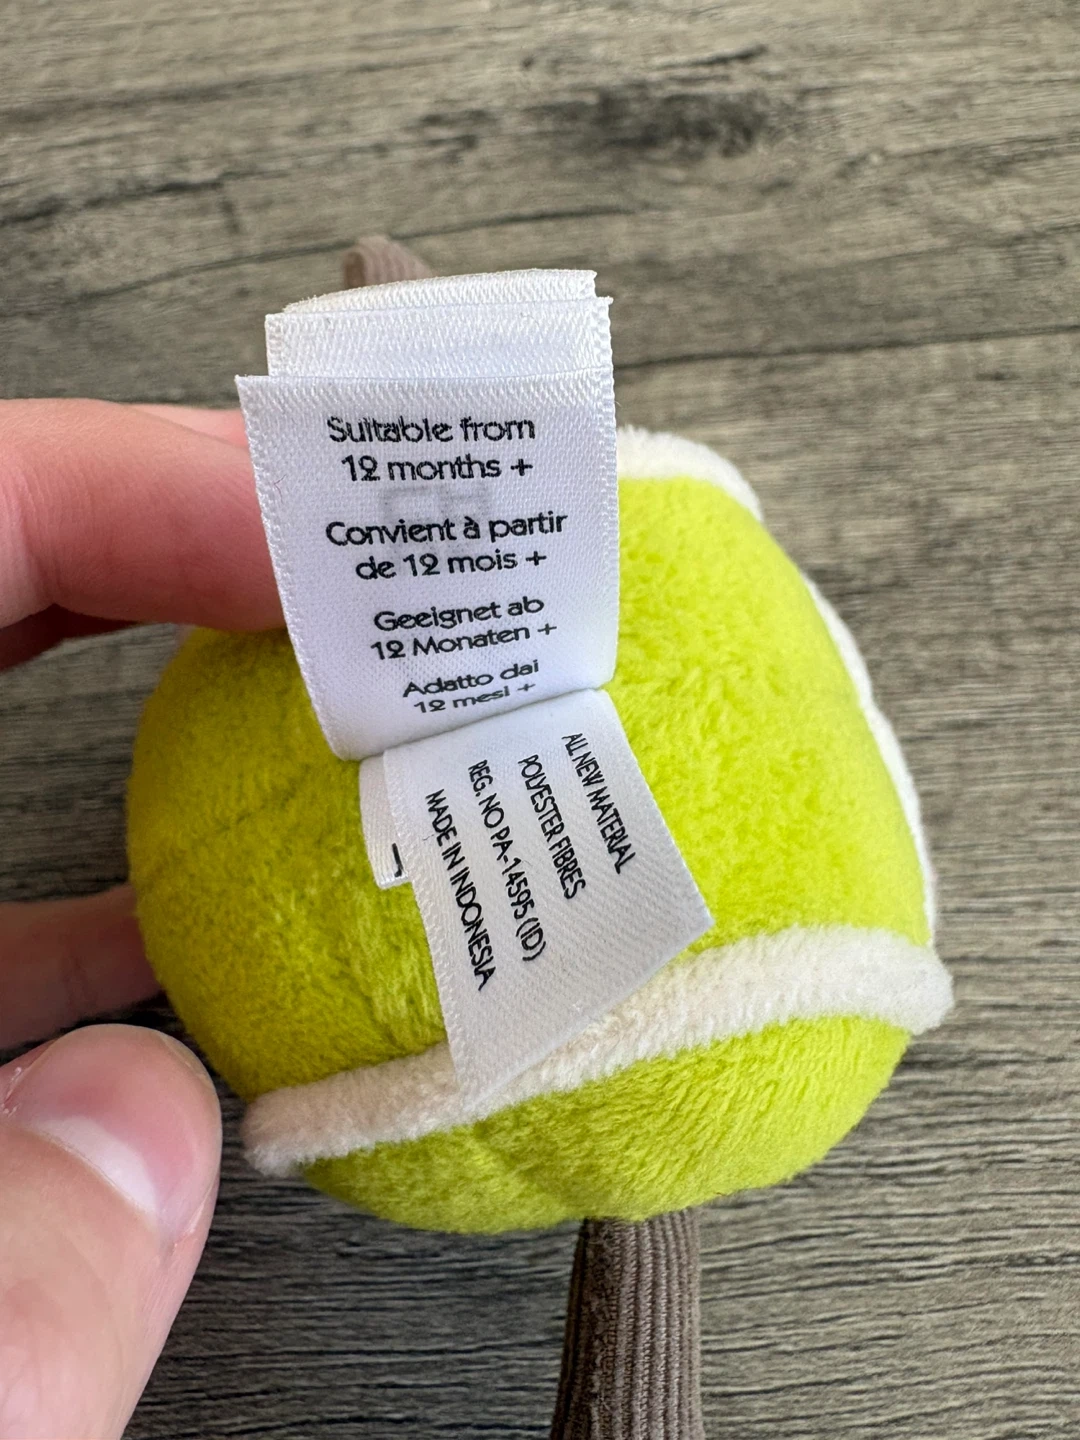 Suitable from
12 months +
Convient à partir
de 12 mois +
Geeignet ab
12 Monaten +
Adatto dai
12 mesi +
ALL NEW MATERIAL
POLYESTER FIBRES
REG. NO PA-14595 (ID)
MADE IN INDONESIA